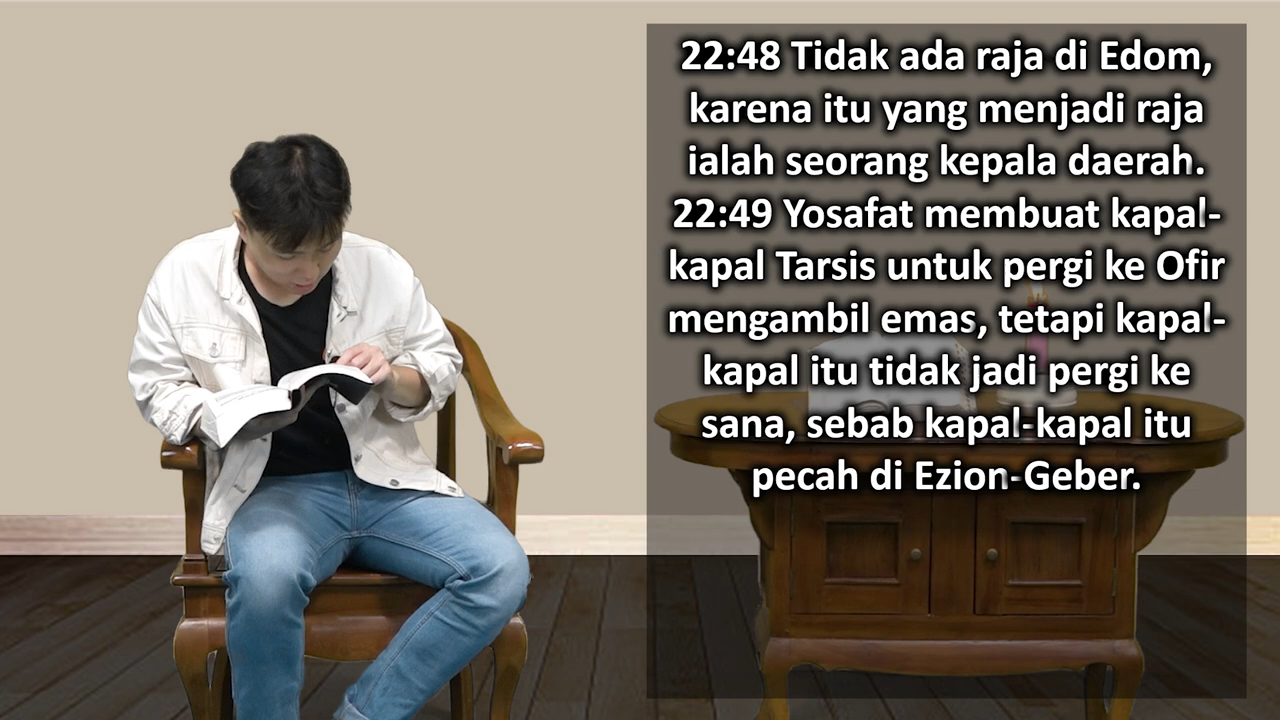 22:48 Tidak ada raja di Edom,
karena itu yang menjadi raja
ialah seorang kepala daerah.
22:49 Yosafat membuat kapal-
kapal Tarsis untuk pergi ke Ofir
mengambil emas, tetapi kapal-
kapal itu tidak jadi pergi ke
sana, sebab kapal-kapal itu
pecah di Ezion-Geber.